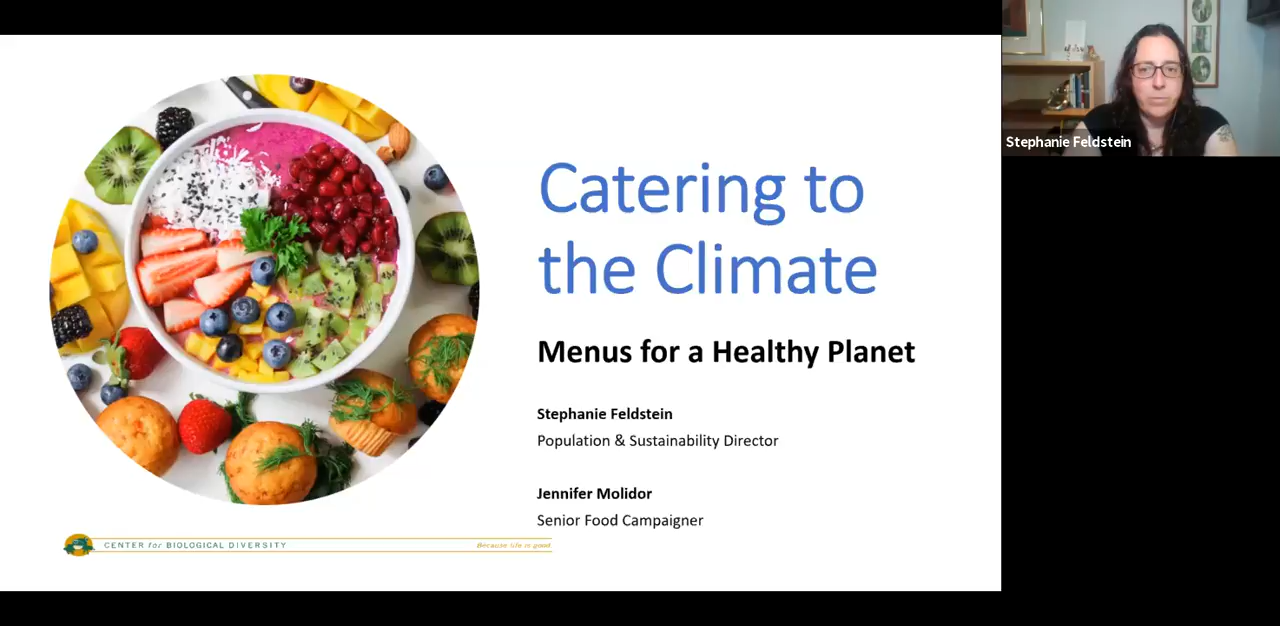 Catering to
the Climate
Menus for a Healthy Planet
Stephanie Feldstein
Population & Sustainability Director
Jennifer Molidor
Senior Food Campaigner
CENTER for BIOLOGICAL DIVERSITY
Because life is good
Stephanie Feldstein